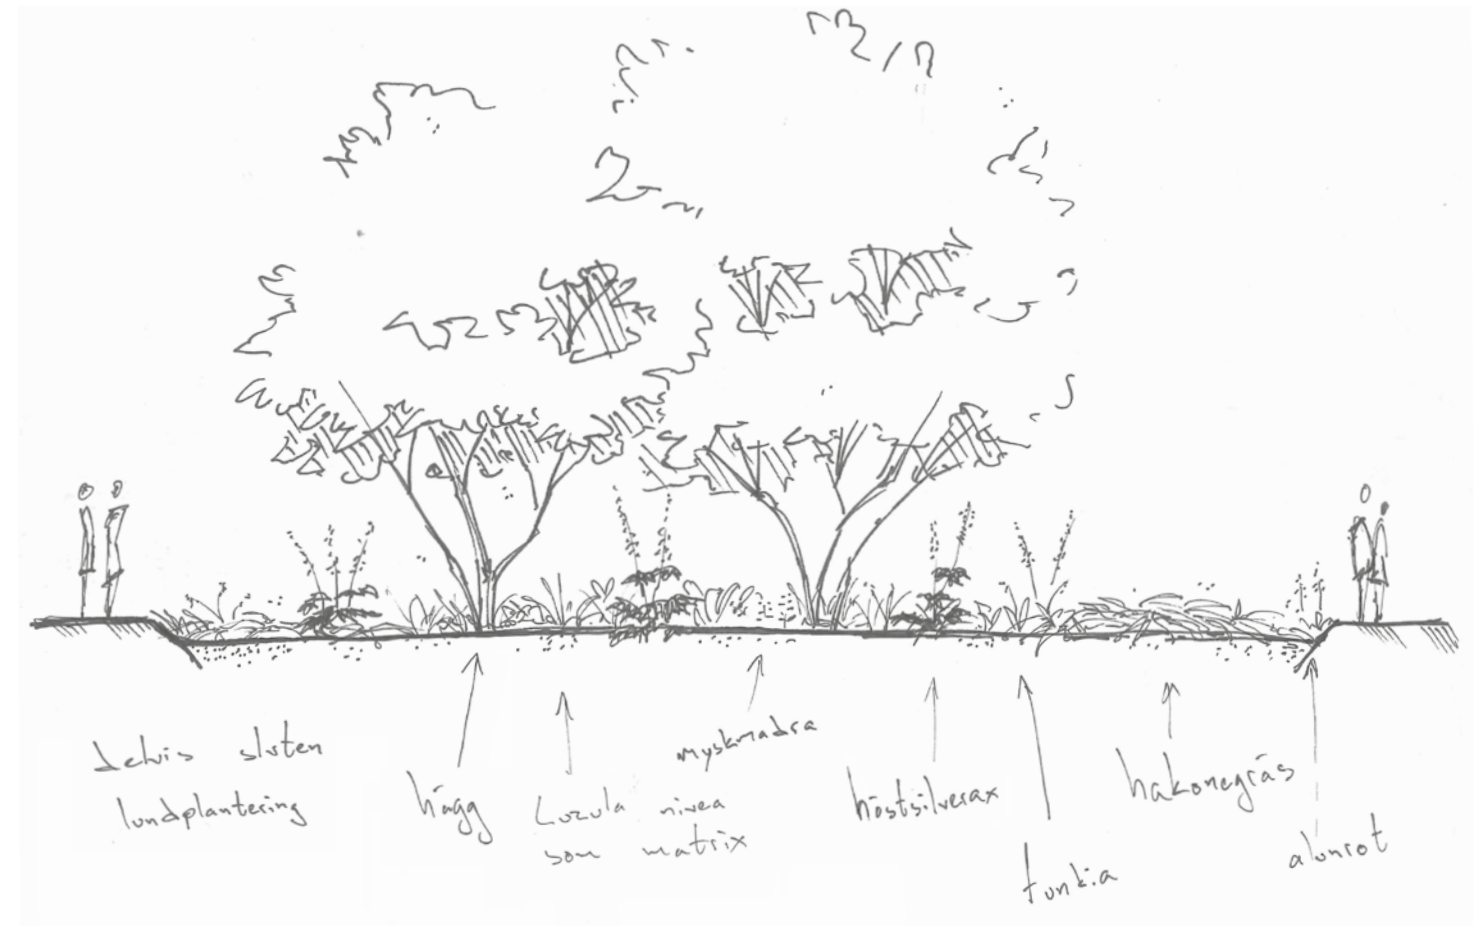 delvis sluten
lundplantering
hägg
Luzula nivea
som matrix
myskmadra
höstsilverax
funkia
hakonegräs
alunrot